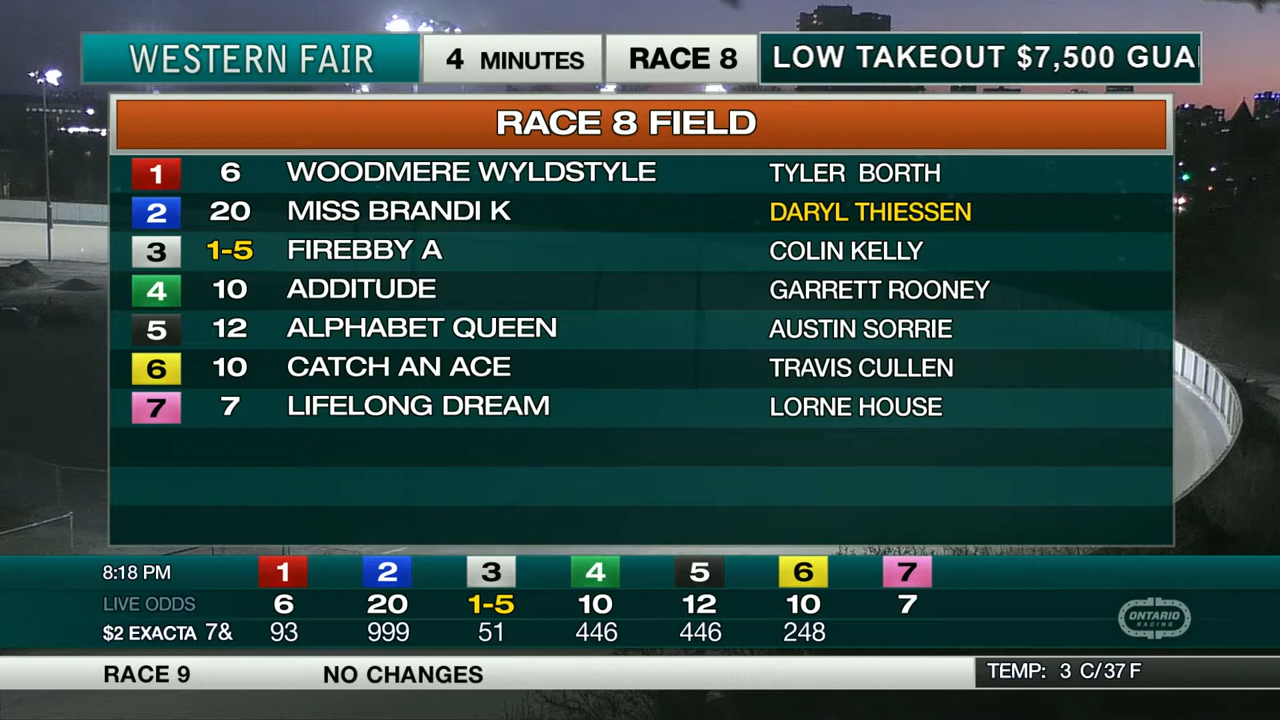 WESTERN FAIR 4 MINUTES RACE 8 LOW TAKEOUT $7,500 GUA
RACE 8 FIELD
1 6 WOODMERE WYLDSTYLE TYLER BORTH
2 20 MISS BRANDI K DARYL THIESSEN
3 1-5 FIREBBY A COLIN KELLY
4 10 ADDITUDE GARRETT ROONEY
5 12 ALPHABET QUEEN AUSTIN SORRIE
6 10 CATCH AN ACE TRAVIS CULLEN
7 7 LIFELONG DREAM LORNE HOUSE
8:18 PM 1 2 3 4 5 6 7
LIVE ODDS 6 20 1-5 10 12 10 7
$2 EXACTA 7& 93 999 51 446 446 248
ONTARIO
RACING
RACE 9 NO CHANGES TEMP: 3 C/37 F